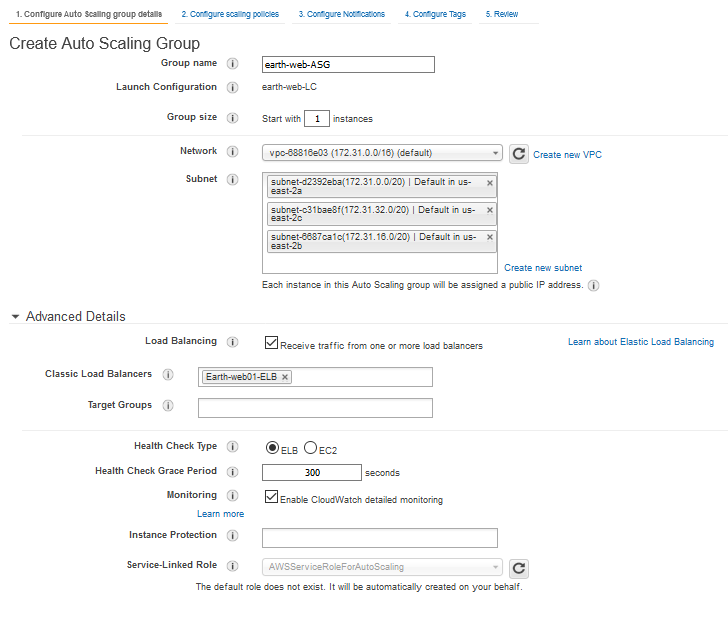 1. Configure Auto Scaling group details 2. Configure scaling policies 3. Configure Notifications 4. Configure Tags 5. Review
Create Auto Scaling Group
Group name i earth-web-ASG
Launch Configuration i earth-web-LC
Group size i Start with 1 instances
Network i vpc-68816e03 (172.31.0.0/16) (default) Create new VPC
Subnet i subnet-d2392eba(172.31.0.0/20) | Default in us-
east-2a
subnet-c31bae8f(172.31.32.0/20) | Default in us-
east-2c
subnet-6687ca1c(172.31.16.0/20) | Default in us-
east-2b
Create new subnet
Each instance in this Auto Scaling group will be assigned a public IP address. i
Advanced Details
Load Balancing i Receive traffic from one or more load balancers Learn about Elastic Load Balancing
Classic Load Balancers i Earth-web01-ELB ×
Target Groups i
Health Check Type i ELB EC2
Health Check Grace Period i 300 seconds
Monitoring i Enable CloudWatch detailed monitoring
Learn more
Instance Protection i
Service-Linked Role i AWSServiceRoleForAutoScaling
The default role does not exist. It will be automatically created on your behalf.